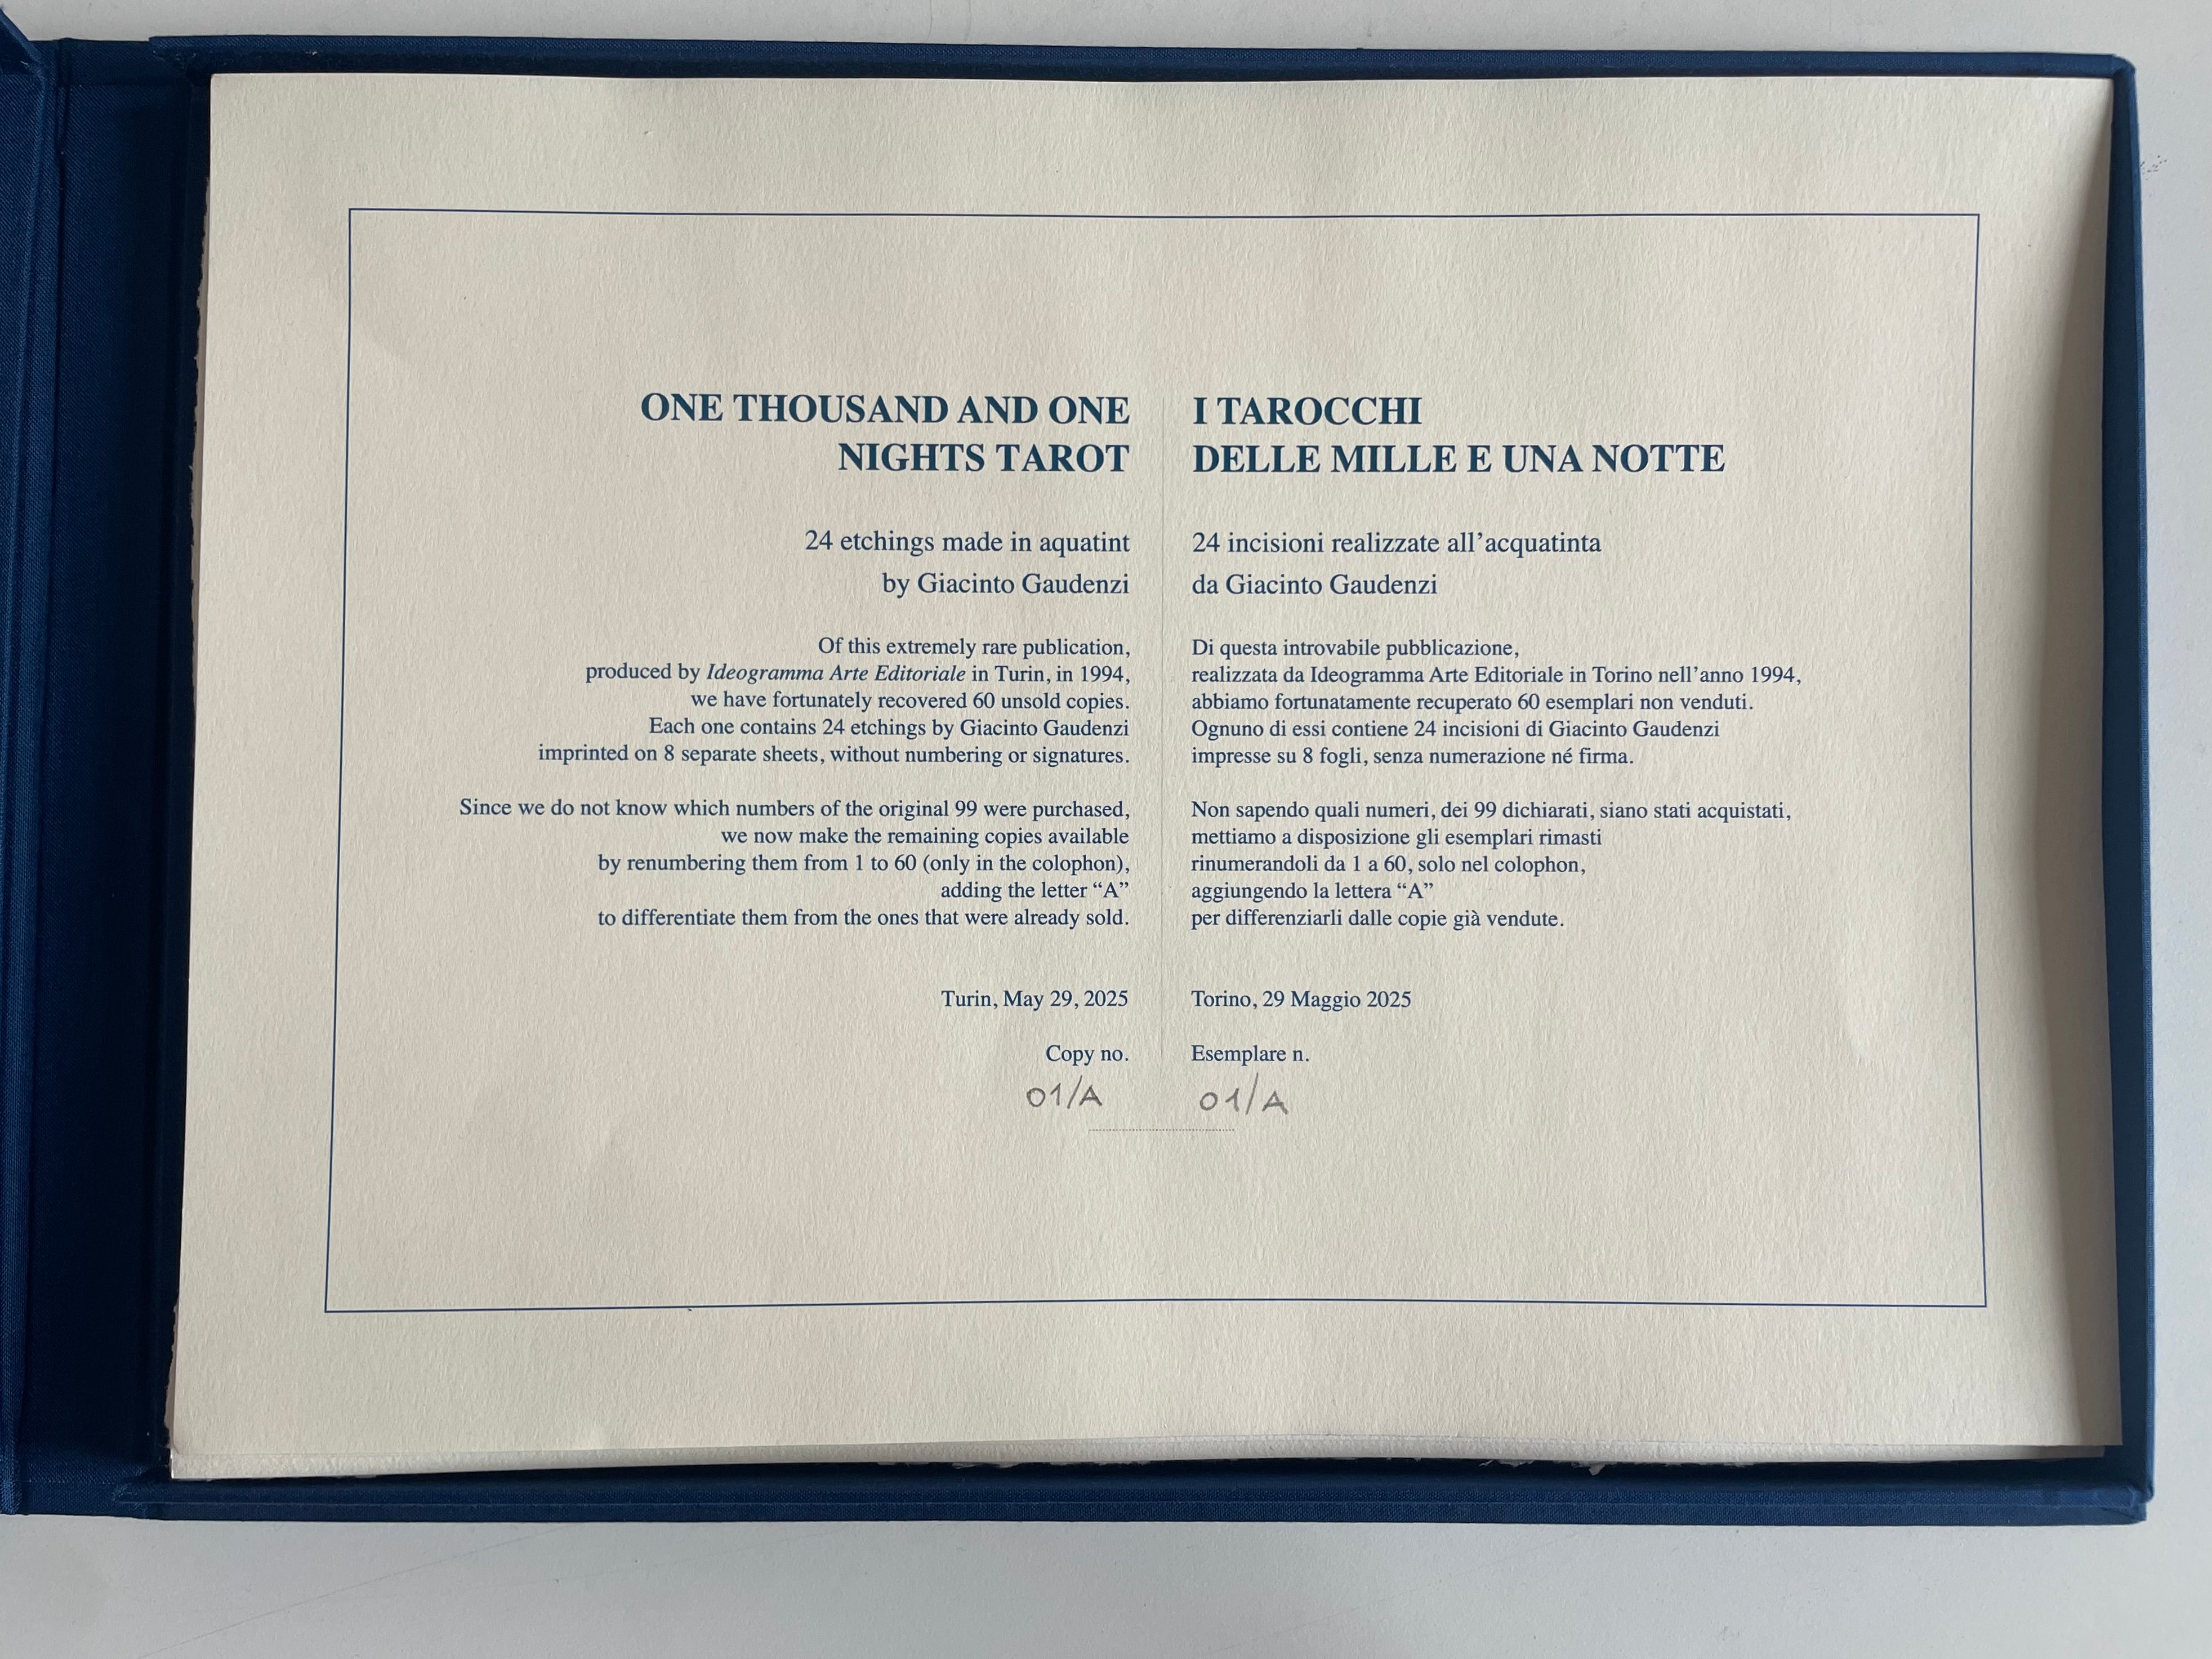 ONE THOUSAND AND ONE
NIGHTS TAROT
24 etchings made in aquatint
by Giacinto Gaudenzi
Of this extremely rare publication,
produced by Ideogramma Arte Editoriale in Turin, in 1994,
we have fortunately recovered 60 unsold copies.
Each one contains 24 etchings by Giacinto Gaudenzi
imprinted on 8 separate sheets, without numbering or signatures.
Since we do not know which numbers of the original 99 were purchased,
we now make the remaining copies available
by renumbering them from 1 to 60 (only in the colophon),
adding the letter “A”
to differentiate them from the ones that were already sold.
Turin, May 29, 2025
Copy no.
01/A
I TAROCCHI
DELLE MILLE E UNA NOTTE
24 incisioni realizzate all’acquatinta
da Giacinto Gaudenzi
Di questa introvabile pubblicazione,
realizzata da Ideogramma Arte Editoriale in Torino nell’anno 1994,
abbiamo fortunatamente recuperato 60 esemplari non venduti.
Ognuno di essi contiene 24 incisioni di Giacinto Gaudenzi
impresse su 8 fogli, senza numerazione né firma.
Non sapendo quali numeri, dei 99 dichiarati, siano stati acquistati,
mettiamo a disposizione gli esemplari rimasti
rinumerandoli da 1 a 60, solo nel colophon,
aggiungendo la lettera “A”
per differenziarli dalle copie già vendute.
Torino, 29 Maggio 2025
Esemplare n.
01/A